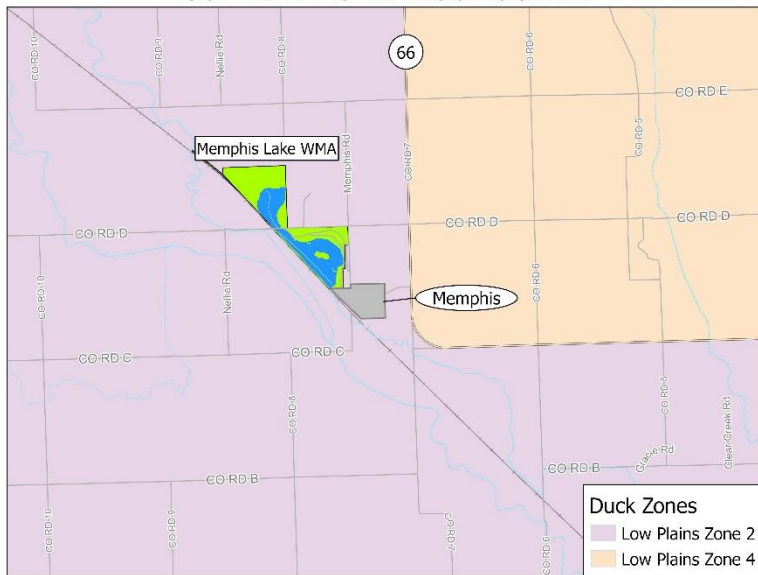 CO RD 10
CO RD 9
Nellie Rd
CO RD 8
66
CO RD 6
CO RD 5
CO RD E
Memphis Lake WMA
Memphis Rd
CO RD 7
CO RD D
CO RD D
CO RD D
CO RD 10
Nellie Rd
CO RD 6
Memphis
CO RD C
CO RD C
CO RD 8
CO RD 5
Clear Creek Rd
Gracie Rd
CO RD B
CO RD B
CO RD 10
CO RD 9
CO RD 7
CO RD 6
Duck Zones
Low Plains Zone 2
Low Plains Zone 4